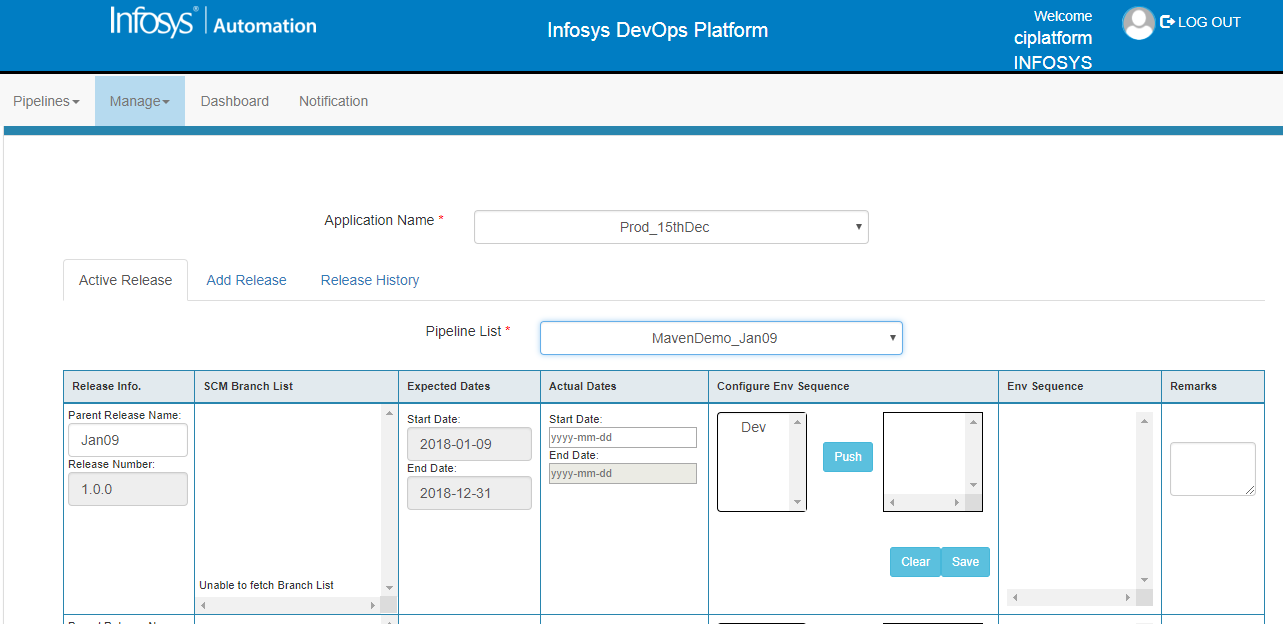 Infosys® | Automation
Infosys DevOps Platform
Welcome
ciplatform
INFOSYS
LOG OUT
Pipelines
Manage
Dashboard
Notification
Application Name *
Prod_15thDec
Active Release
Add Release
Release History
Pipeline List *
MavenDemo_Jan09
Release Info.
SCM Branch List
Expected Dates
Actual Dates
Configure Env Sequence
Env Sequence
Remarks
Parent Release Name:
Jan09
Release Number:
1.0.0
Unable to fetch Branch List
Start Date:
2018-01-09
End Date:
2018-12-31
Start Date:
yyyy-mm-dd
End Date:
yyyy-mm-dd
Dev
Push
Clear
Save